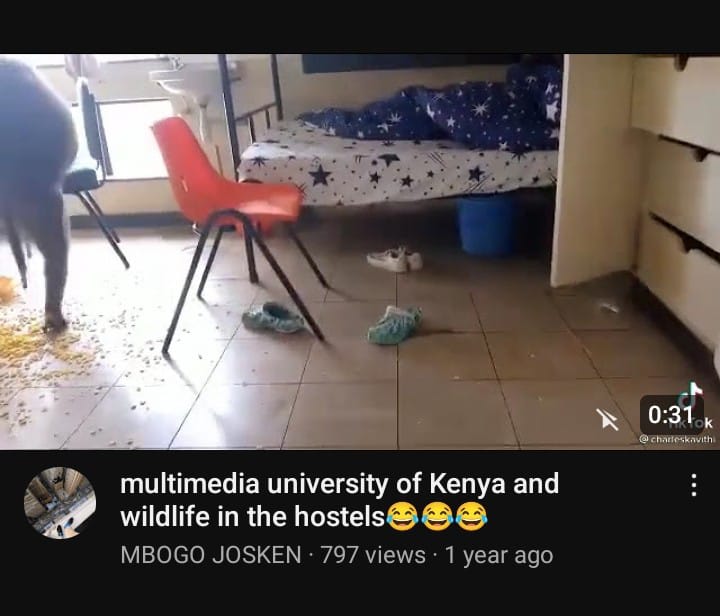 0:31
TikTok
@charleskavithi
multimedia university of Kenya and
wildlife in the hostels😂😂😂
MBOGO JOSKEN · 797 views · 1 year ago